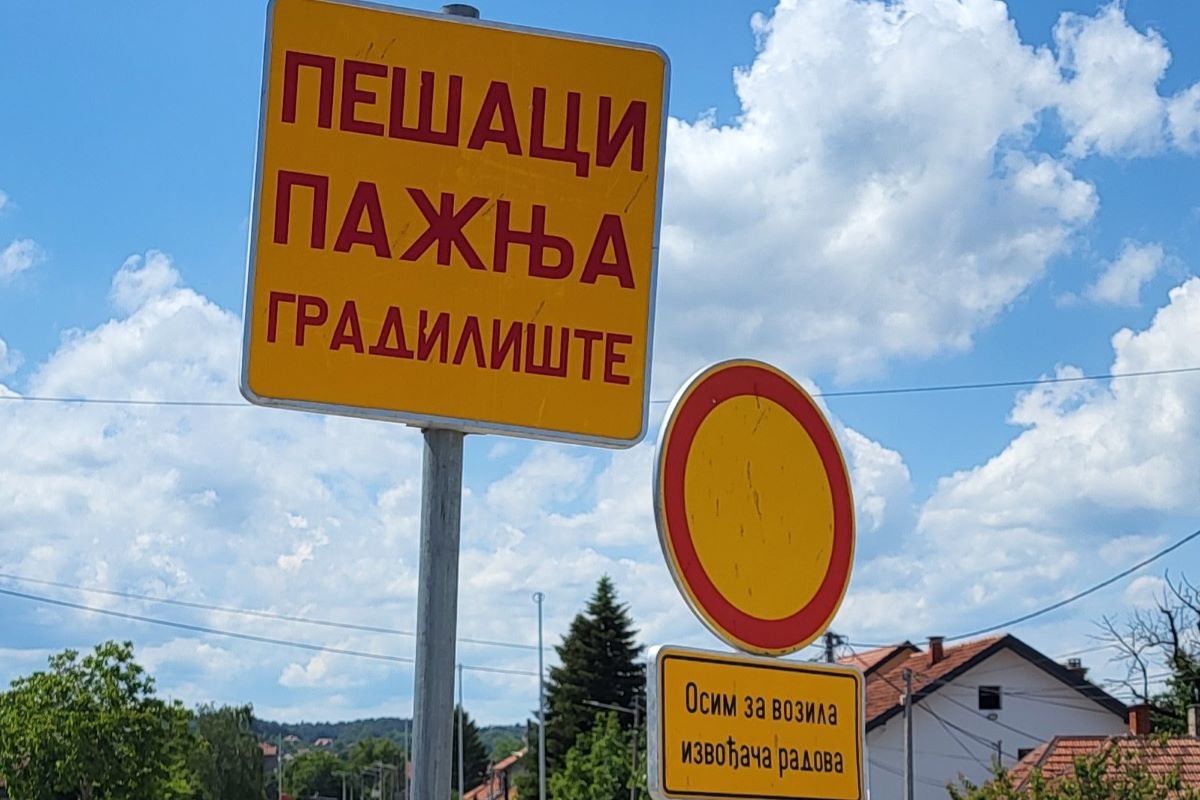 ПЕШАЦИ
ПАЖЊА
ГРАДИЛИШТЕ
Осим за возила
извођача радова